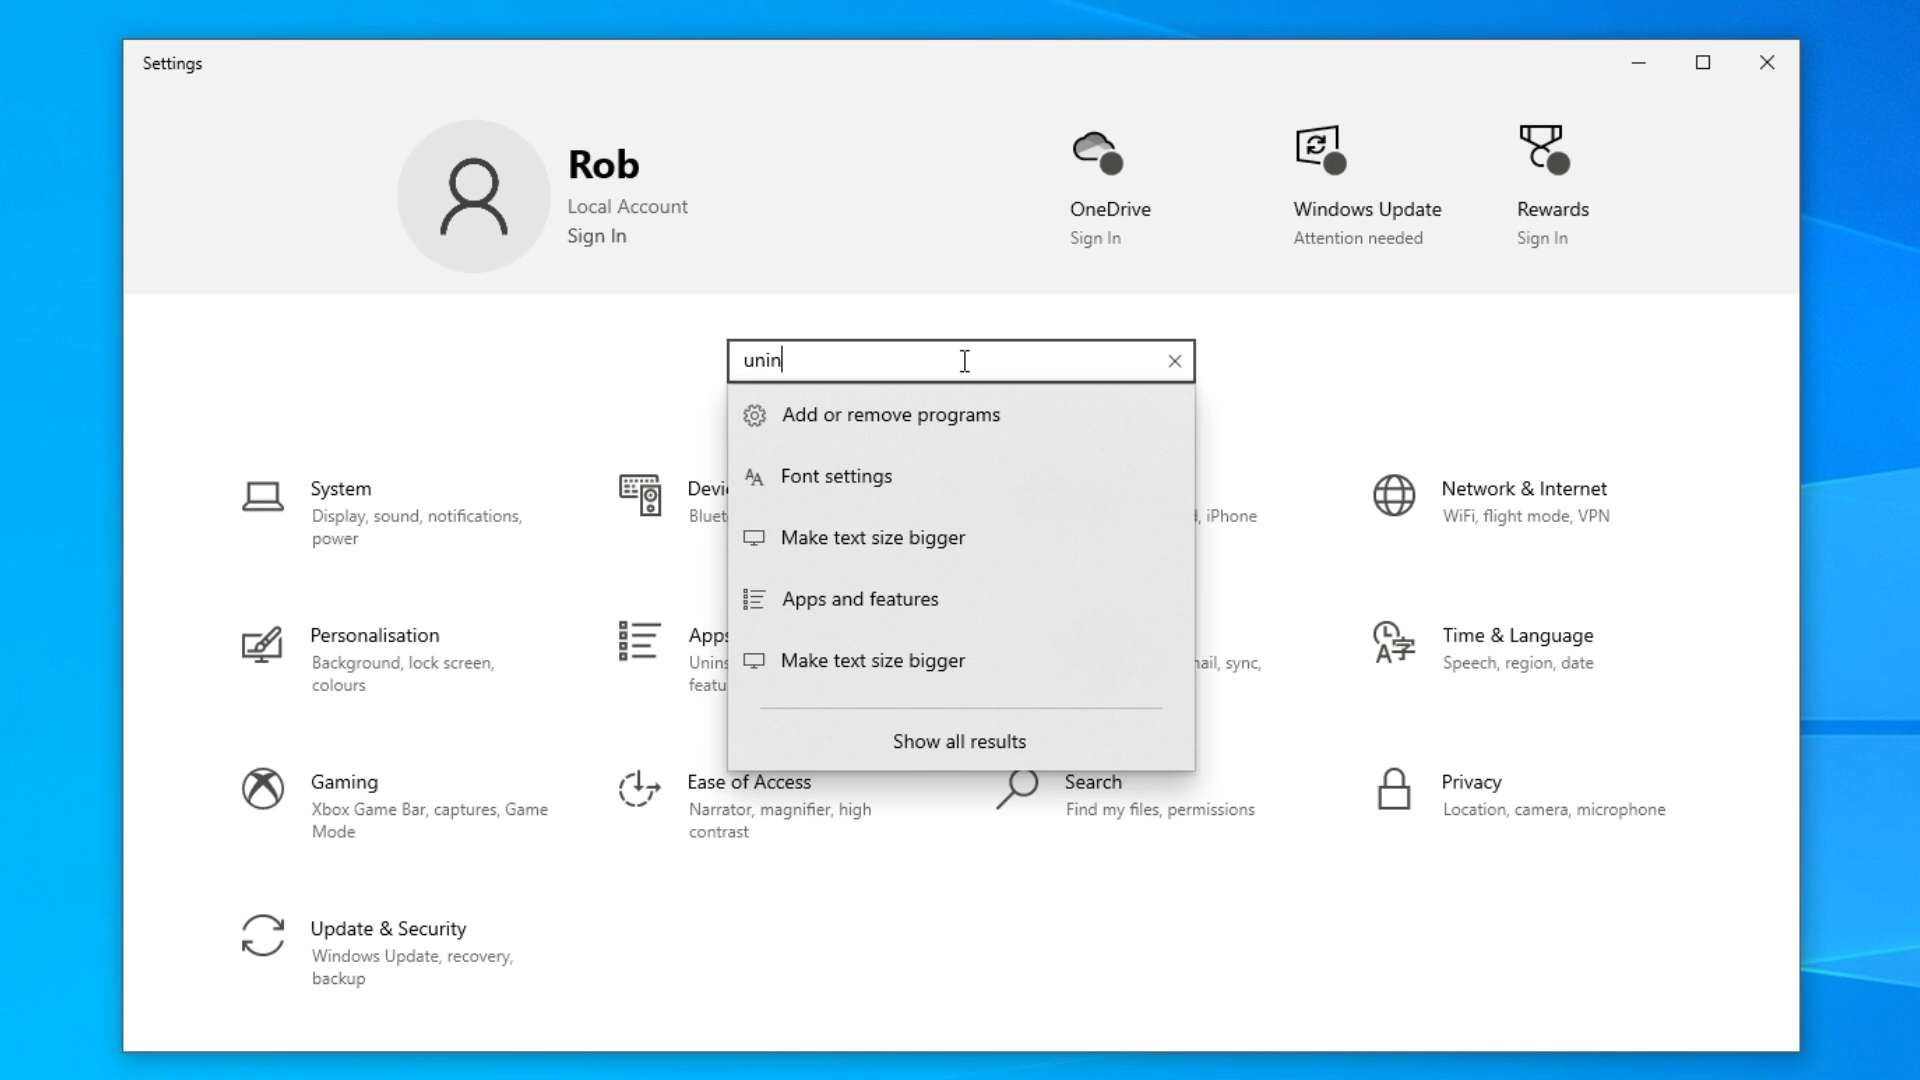 Settings
Rob
Local Account
Sign In
OneDrive
Sign In
Windows Update
Attention needed
Rewards
Sign In
unin
Add or remove programs
Font settings
Make text size bigger
Apps and features
Make text size bigger
Show all results
System
Display, sound, notifications,
power
Devi
Bluet
, iPhone
Network & Internet
WiFi, flight mode, VPN
Personalisation
Background, lock screen,
colours
Apps
Unins
featu
ail, sync,
Time & Language
Speech, region, date
Gaming
Xbox Game Bar, captures, Game
Mode
Ease of Access
Narrator, magnifier, high
contrast
Search
Find my files, permissions
Privacy
Location, camera, microphone
Update & Security
Windows Update, recovery,
backup